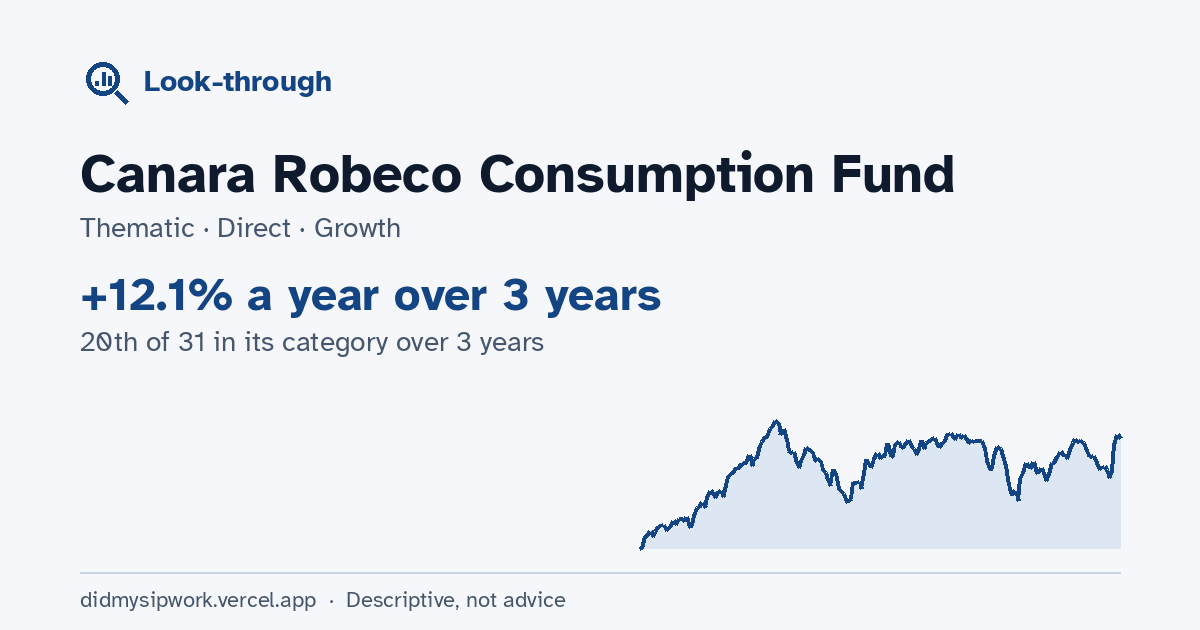 Look-through
Canara Robeco Consumption Fund
Thematic · Direct · Growth
+12.1% a year over 3 years
20th of 31 in its category over 3 years
didmysipwork.vercel.app · Descriptive, not advice